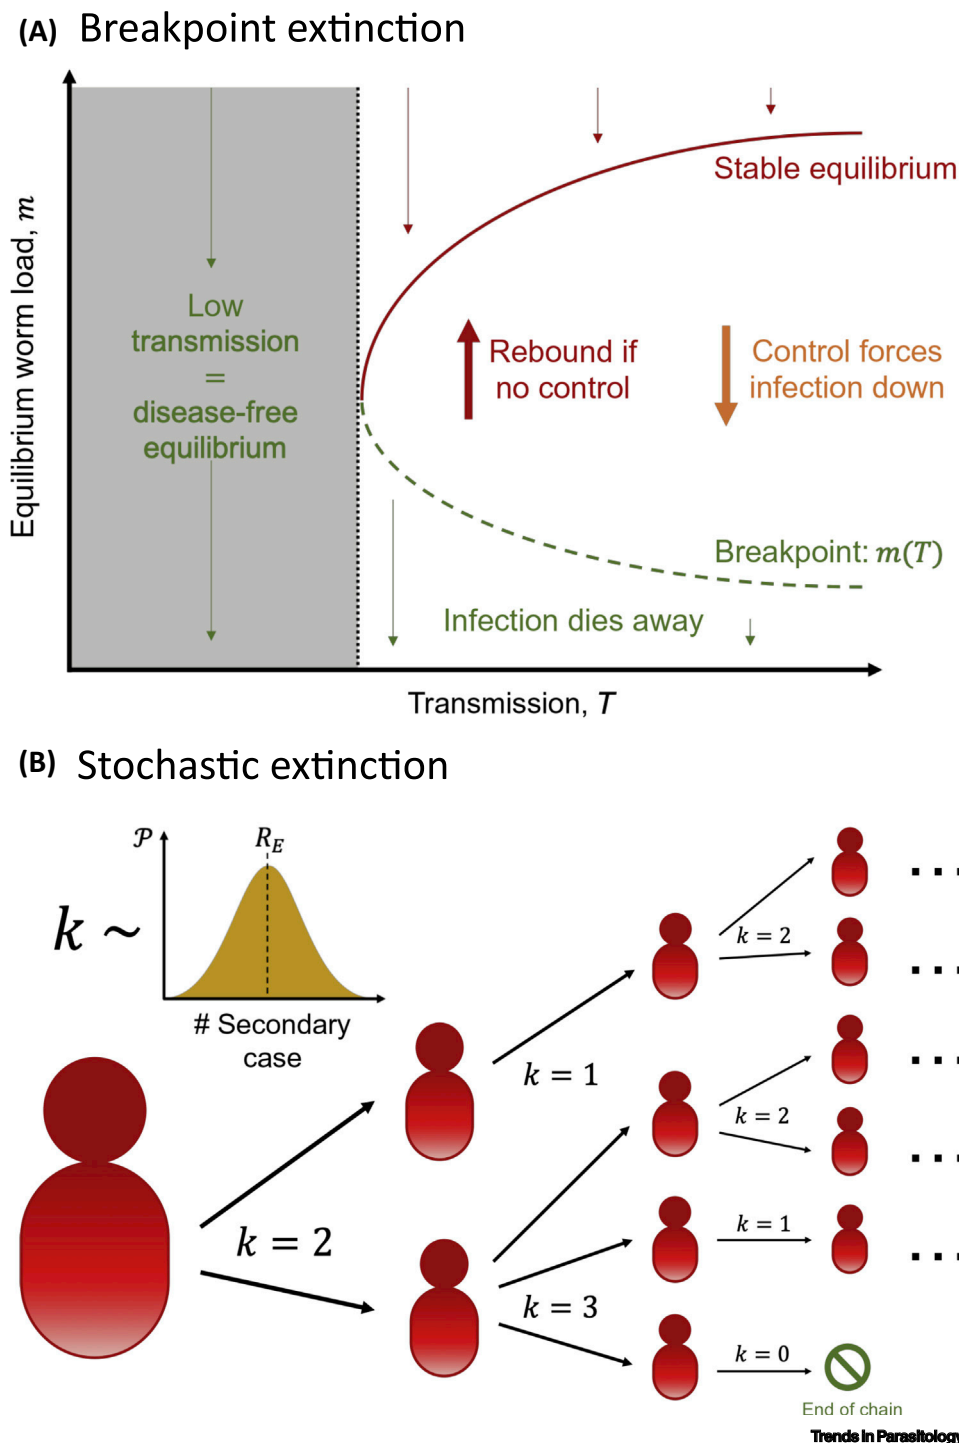 (A) Breakpoint extinction
Equilibrium worm load, m
Low
transmission
=
disease-free
equilibrium
Stable equilibrium
Rebound if
no control
Control forces
infection down
Breakpoint: m(T)
Infection dies away
Transmission, T
(B) Stochastic extinction
𝒫
R_E
k ~
# Secondary
case
k = 2
k = 1
k = 3
k = 2
k = 2
k = 1
k = 0
...
...
...
...
...
End of chain
Trends in Parasitology